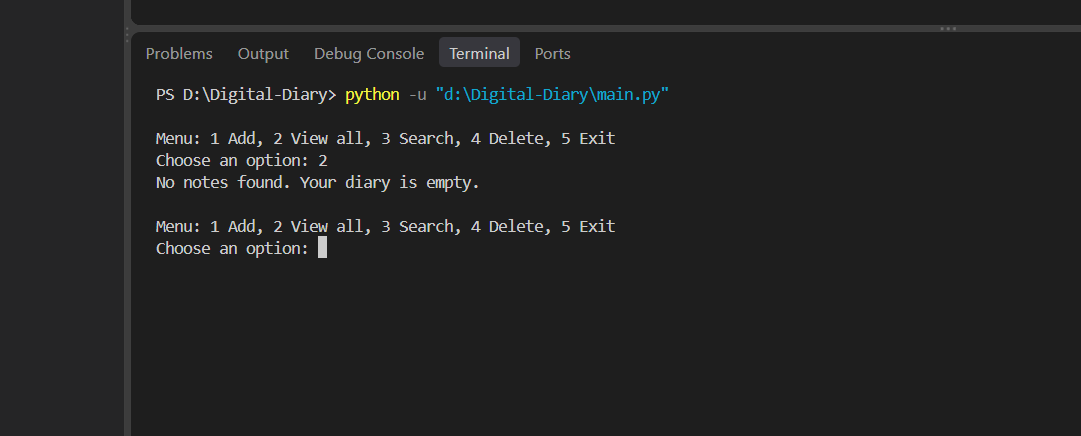 Problems Output Debug Console Terminal Ports
PS D:\Digital-Diary> python -u "d:\Digital-Diary\main.py"
Menu: 1 Add, 2 View all, 3 Search, 4 Delete, 5 Exit
Choose an option: 2
No notes found. Your diary is empty.
Menu: 1 Add, 2 View all, 3 Search, 4 Delete, 5 Exit
Choose an option: